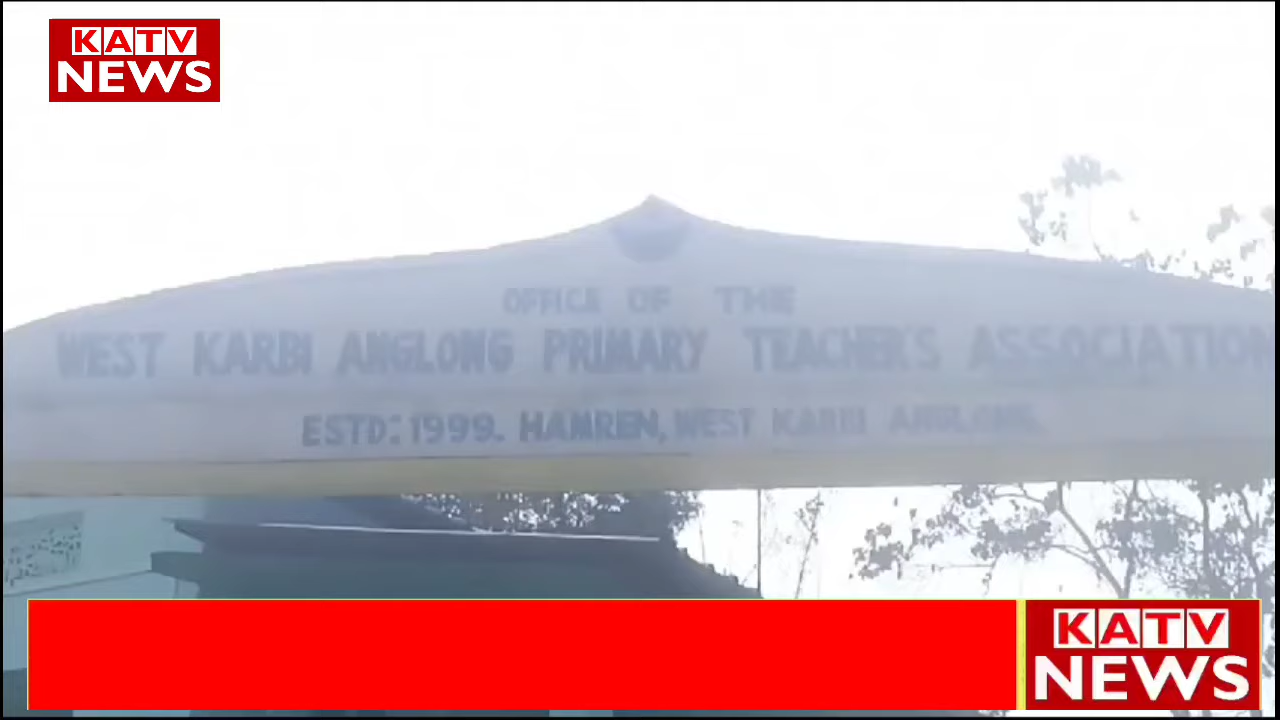 KATV
NEWS
OFFICE OF THE
WEST KARBI ANGLONG PRIMARY TEACHER'S ASSOCIATION
ESTD: 1999. HAMREN, WEST KARBI ANGLONG.
KATV
NEWS